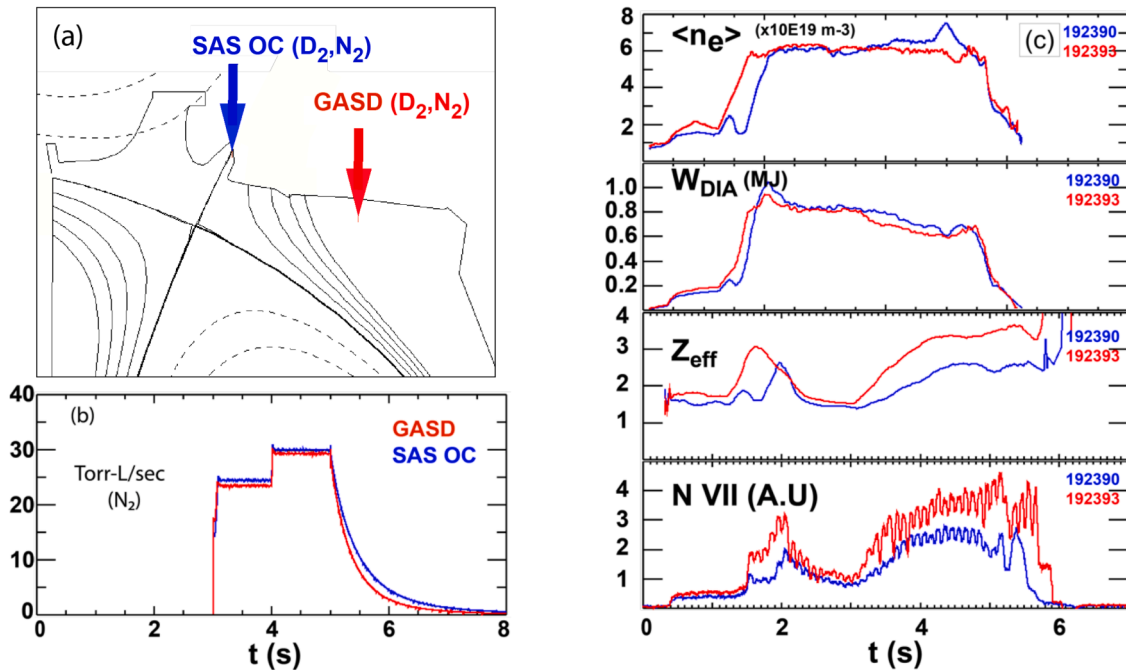 (a)
SAS OC (D₂,N₂)
GASD (D₂,N₂)
(b)
40
30
20
10
0
Torr-L/sec
(N₂)
GASD
SAS OC
0 2 4 6 8
t (s)
(c)
<nₑ> (x10E19 m-3)
192390
192393
8
6
4
2
W_DIA (MJ)
192390
192393
1.0
0.8
0.6
0.4
0.2
Z_eff
192390
192393
4
3
2
1
N VII (A.U)
192390
192393
4
3
2
1
0 2 4 6
t (s)